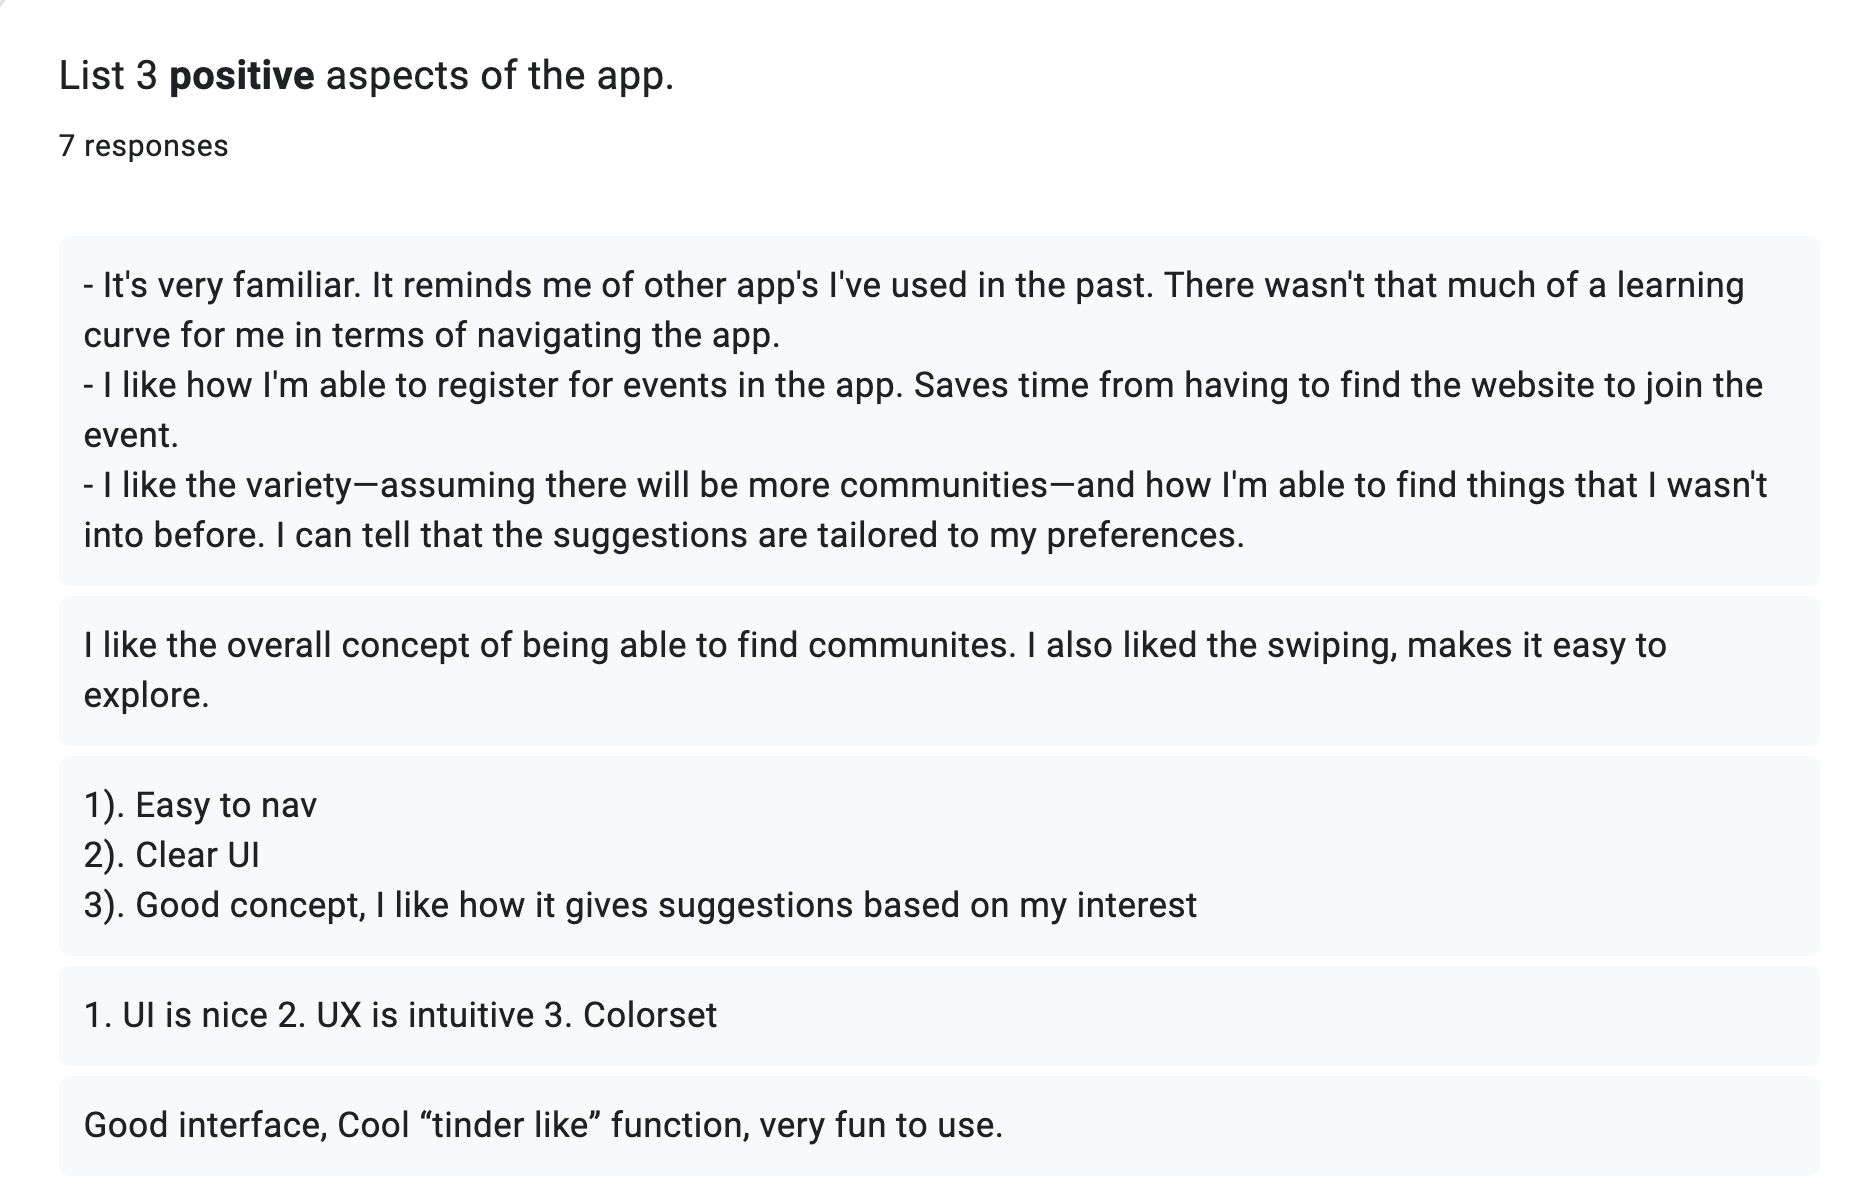 List 3 positive aspects of the app.
7 responses
- It's very familiar. It reminds me of other app's I've used in the past. There wasn't that much of a learning
curve for me in terms of navigating the app.
- I like how I'm able to register for events in the app. Saves time from having to find the website to join the
event.
- I like the variety—assuming there will be more communities—and how I'm able to find things that I wasn't
into before. I can tell that the suggestions are tailored to my preferences.
I like the overall concept of being able to find communites. I also liked the swiping, makes it easy to
explore.
1). Easy to nav
2). Clear UI
3). Good concept, I like how it gives suggestions based on my interest
1. UI is nice 2. UX is intuitive 3. Colorset
Good interface, Cool “tinder like” function, very fun to use.